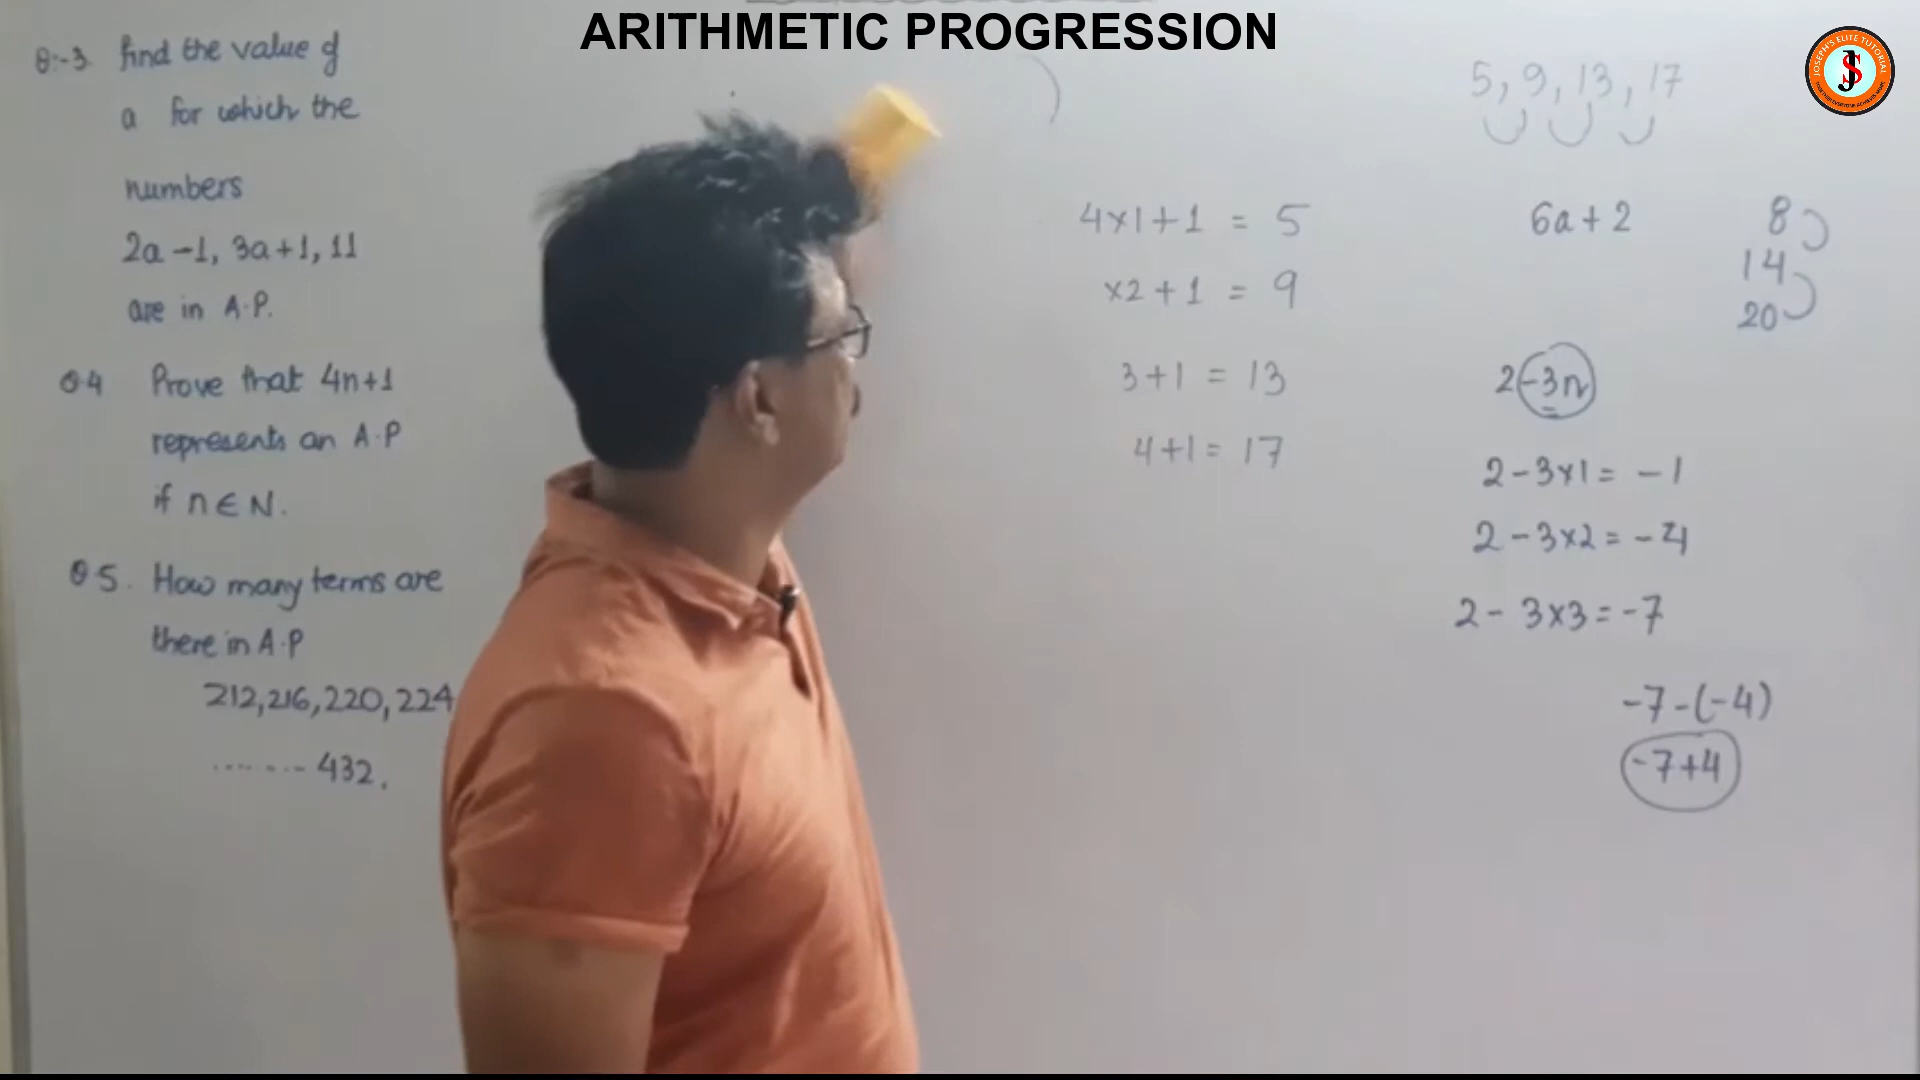 ARITHMETIC PROGRESSION
JOSEPH'S ELITE TUTORIAL
JS
Q:-3. find the value of
a for which the
numbers
2a-1, 3a+1, 11
are in A.P.
Q.4 Prove that 4n+1
represents an A.P
if n ∈ N.
Q.5. How many terms are
there in A.P
212, 216, 220, 224
........ 432.
)
4×1+1 = 5
×2+1 = 9
3+1 = 13
4+1 = 17
5, 9, 13, 17
6a+2
8
14
20
2-3n
2-3×1 = -1
2-3×2 = -4
2-3×3 = -7
-7-(-4)
-7+4